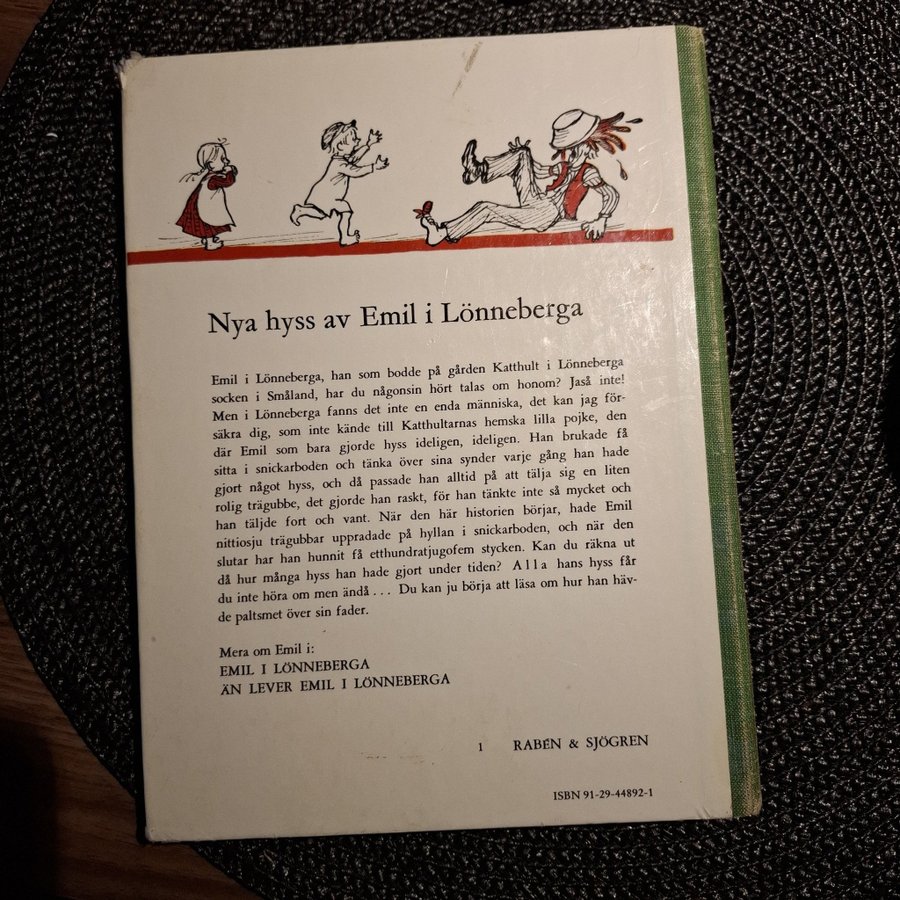 Nya hyss av Emil i Lönneberga
Emil i Lönneberga, han som bodde på gården Katthult i Lönneberga
socken i Småland, har du någonsin hört talas om honom? Jaså inte!
Men i Lönneberga fanns det inte en enda människa, det kan jag för-
säkra dig, som inte kände till Katthultarnas hemska lilla pojke, den
där Emil som bara gjorde hyss ideligen, ideligen. Han brukade få
sitta i snickarboden och tänka över sina synder varje gång han hade
gjort något hyss, och då passade han alltid på att tälja sig en liten
rolig trägubbe, det gjorde han raskt, för han tänkte inte så mycket och
han täljde fort och vant. När den här historien börjar, hade Emil
nittiosju trägubbar uppradade på hyllan i snickarboden, och när den
slutar har han hunnit få etthundratjugofem stycken. Kan du räkna ut
då hur många hyss han hade gjort under tiden? Alla hans hyss får
du inte höra om men ändå ... Du kan ju börja att läsa om hur han häv-
de paltsmet över sin fader.
Mera om Emil i:
EMIL I LÖNNEBERGA
ÄN LEVER EMIL I LÖNNEBERGA
1 RABÉN & SJÖGREN
ISBN 91-29-44892-1